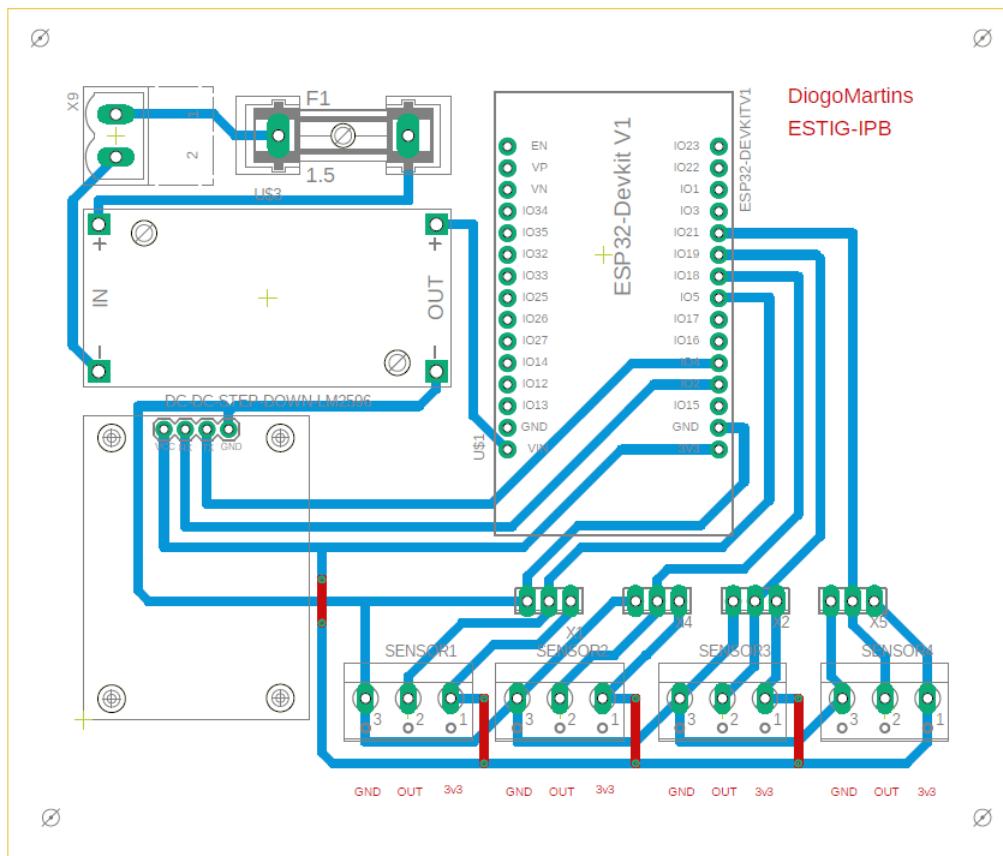 DiogoMartins
ESTIG-IPB
X9
1
2
F1
1.5
U$3
IN
OUT
+
+
−
−
DC-DC-STEP-DOWN-LM2596
VCC RX TX GND
ESP32-Devkit V1
ESP32-DEVKITV1
U$1
EN
VP
VN
IO34
IO35
IO32
IO33
IO25
IO26
IO27
IO14
IO12
IO13
GND
VIN
IO23
IO22
IO1
IO3
IO21
IO19
IO18
IO5
IO17
IO16
IO4
IO2
IO15
GND
3V3
X1 X4 X2 X5
SENSOR1 SENSOR2 SENSOR3 SENSOR4
3 2 1 3 2 1 3 2 1 3 2 1
GND OUT 3v3 GND OUT 3v3 GND OUT 3v3 GND OUT 3v3